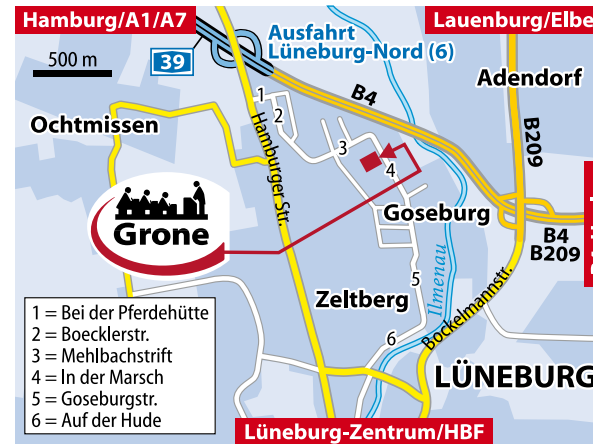 Hamburg/A1/A7
Lauenburg/Elbe
Ausfahrt
Lüneburg-Nord (6)
39
500 m
Adendorf
B4
B209
Ochtmissen
1
2
3
4
Hamburger Str.
Goseburg
Grone
B4
B209
5
Zeltberg
Ilmenau
Bockelmannstr.
6
1 = Bei der Pferdehütte
2 = Boecklerstr.
3 = Mehlbachstrift
4 = In der Marsch
5 = Goseburgstr.
6 = Auf der Hude
LÜNEBURG
Lüneburg-Zentrum/HBF